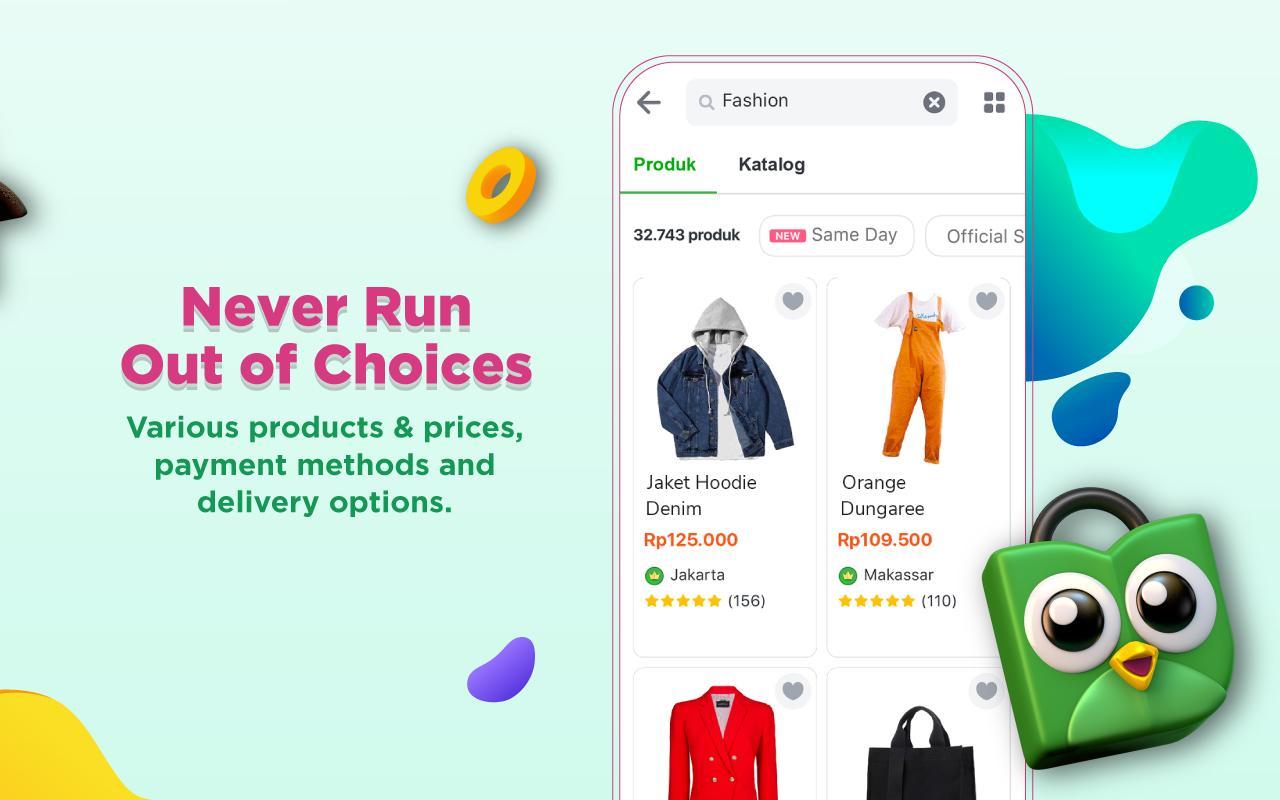 Never Run
Out of Choices
Various products & prices,
payment methods and
delivery options.
Fashion
Produk Katalog
32.743 produk NEW Same Day Official S
Jaket Hoodie
Denim
Rp125.000
Jakarta
(156)
Orange
Dungaree
Rp109.500
Makassar
(110)